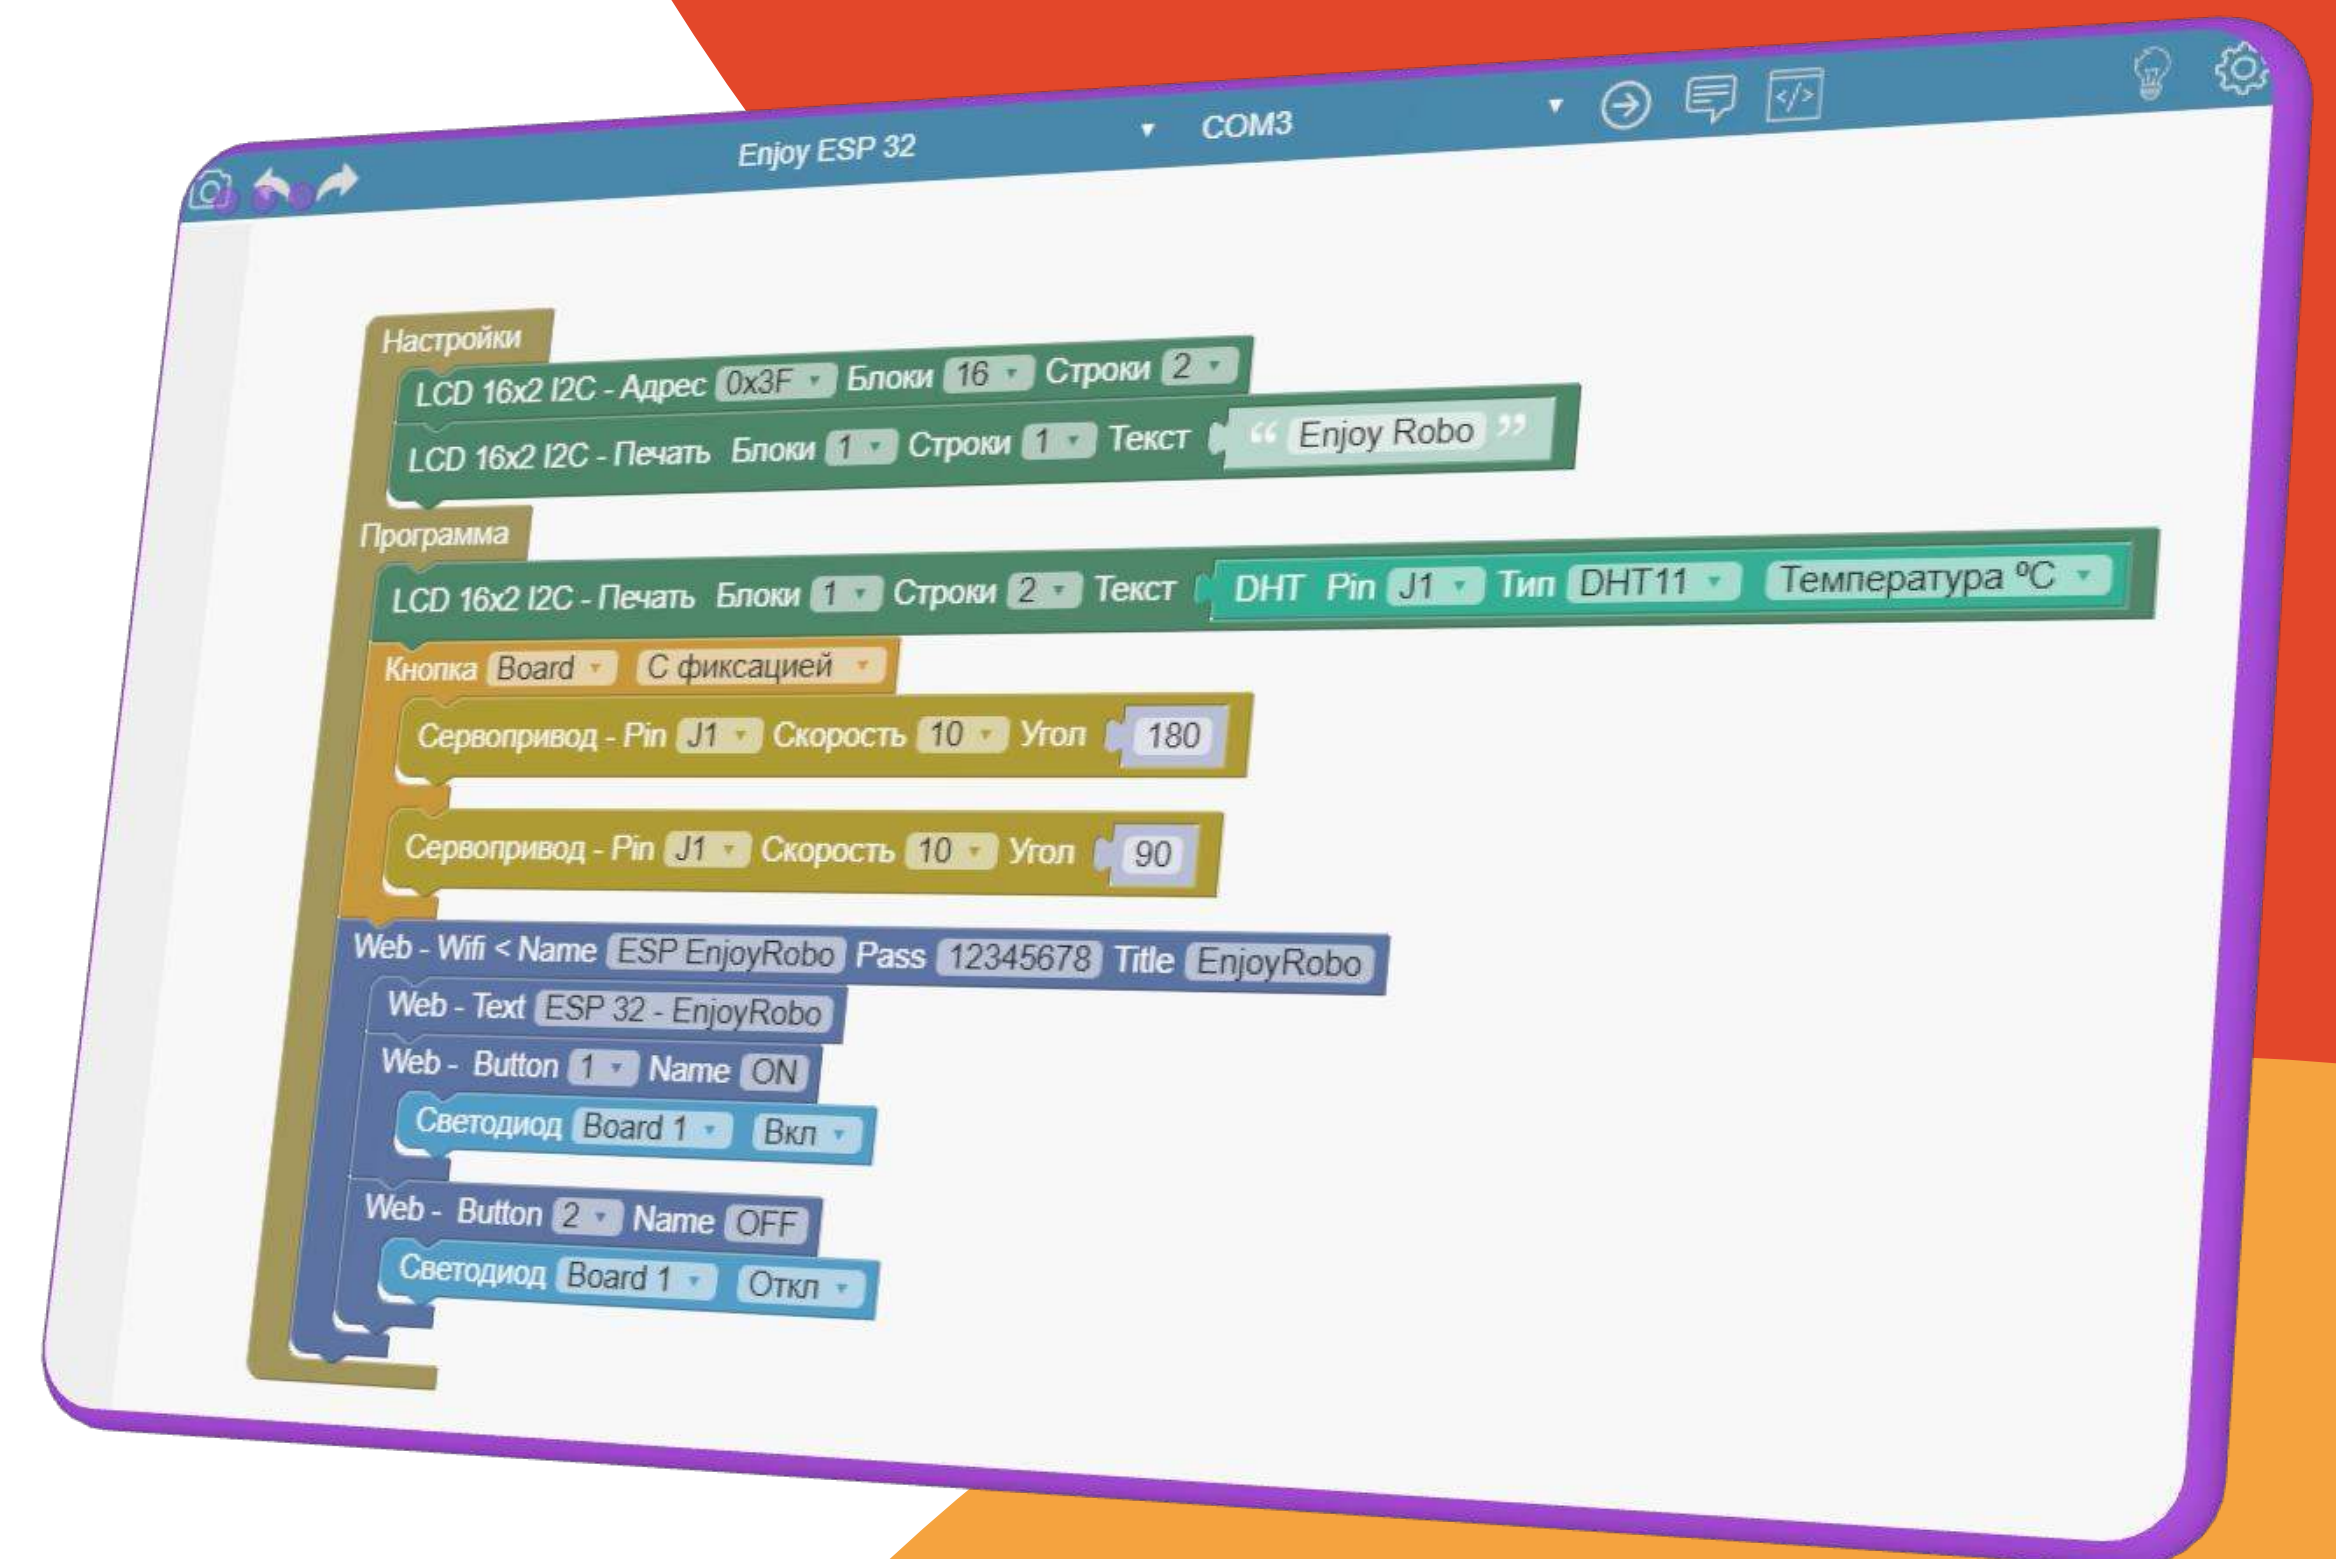 Enjoy ESP 32 COM3
Настройки
LCD 16x2 I2C - Адрес 0x3F Блоки 16 Строки 2
LCD 16x2 I2C - Печать Блоки 1 Строки 1 Текст “ Enjoy Robo ”
Программа
LCD 16x2 I2C - Печать Блоки 1 Строки 2 Текст DHT Pin J1 Тип DHT11 Температура ºC
Кнопка Board С фиксацией
Сервопривод - Pin J1 Скорость 10 Угол 180
Сервопривод - Pin J1 Скорость 10 Угол 90
Web - Wifi < Name ESP EnjoyRobo Pass 12345678 Title EnjoyRobo
Web - Text ESP 32 - EnjoyRobo
Web - Button 1 Name ON
Светодиод Board 1 Вкл
Web - Button 2 Name OFF
Светодиод Board 1 Откл